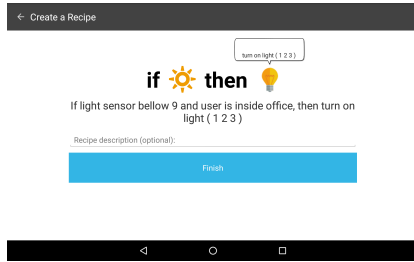 Create a Recipe
turn on light ( 1 2 3 )
if then
If light sensor bellow 9 and user is inside office, then turn on
light ( 1 2 3 )
Recipe description (optional):
Finish